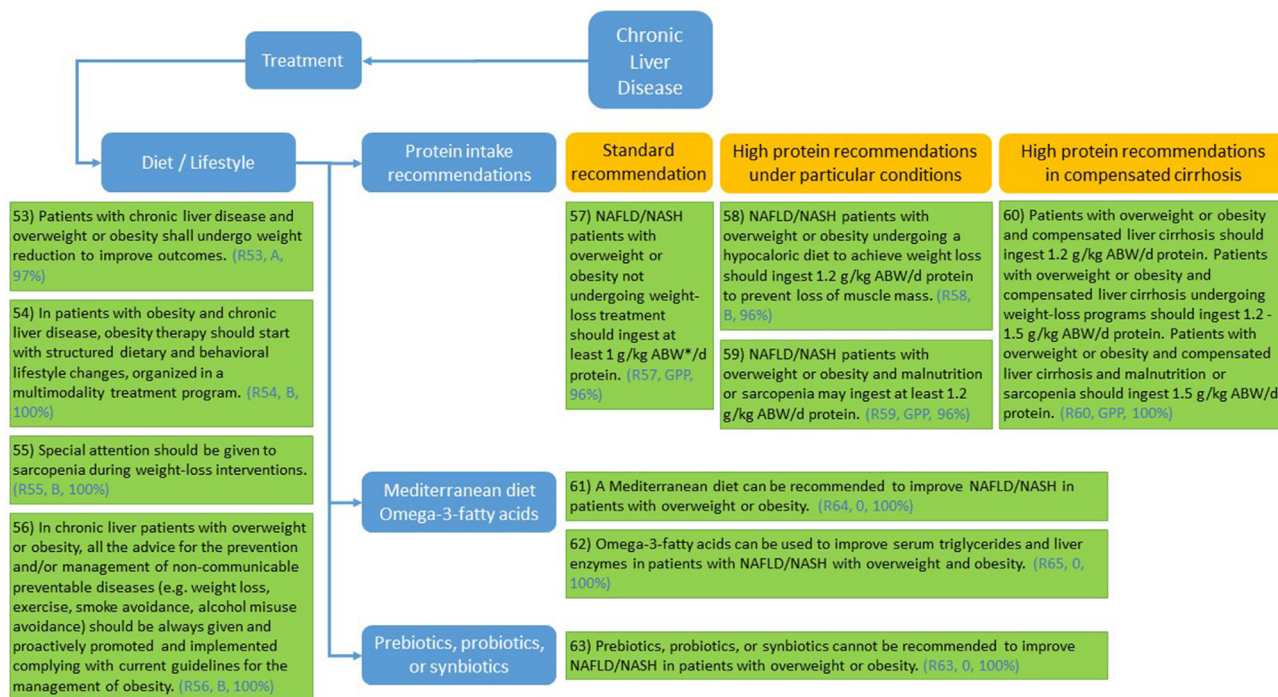 Chronic
Liver
Disease
Treatment
Diet / Lifestyle
53) Patients with chronic liver disease and
overweight or obesity shall undergo weight
reduction to improve outcomes. (R53, A,
97%)
54) In patients with obesity and chronic
liver disease, obesity therapy should start
with structured dietary and behavioral
lifestyle changes, organized in a
multimodality treatment program. (R54, B,
100%)
55) Special attention should be given to
sarcopenia during weight-loss interventions.
(R55, B, 100%)
56) In chronic liver patients with overweight
or obesity, all the advice for the prevention
and/or management of non-communicable
preventable diseases (e.g. weight loss,
exercise, smoke avoidance, alcohol misuse
avoidance) should be always given and
proactively promoted and implemented
complying with current guidelines for the
management of obesity. (R56, B, 100%)
Protein intake
recommendations
Standard
recommendation
57) NAFLD/NASH
patients with
overweight or
obesity not
undergoing weight-
loss treatment
should ingest at
least 1 g/kg ABW*/d
protein. (R57, GPP,
96%)
High protein recommendations
under particular conditions
58) NAFLD/NASH patients with
overweight or obesity undergoing a
hypocaloric diet to achieve weight loss
should ingest 1.2 g/kg ABW/d protein
to prevent loss of muscle mass. (R58,
B, 96%)
59) NAFLD/NASH patients with
overweight or obesity and malnutrition
or sarcopenia may ingest at least 1.2
g/kg ABW/d protein. (R59, GPP, 96%)
High protein recommendations
in compensated cirrhosis
60) Patients with overweight or obesity
and compensated liver cirrhosis should
ingest 1.2 g/kg ABW/d protein. Patients
with overweight or obesity and
compensated liver cirrhosis undergoing
weight-loss programs should ingest 1.2 -
1.5 g/kg ABW/d protein. Patients with
overweight or obesity and compensated
liver cirrhosis and malnutrition or
sarcopenia should ingest 1.5 g/kg ABW/d
protein. (R60, GPP, 100%)
Mediterranean diet
Omega-3-fatty acids
61) A Mediterranean diet can be recommended to improve NAFLD/NASH in
patients with overweight or obesity. (R64, 0, 100%)
62) Omega-3-fatty acids can be used to improve serum triglycerides and liver
enzymes in patients with NAFLD/NASH with overweight and obesity. (R65, 0,
100%)
Prebiotics, probiotics,
or synbiotics
63) Prebiotics, probiotics, or synbiotics cannot be recommended to improve
NAFLD/NASH in patients with overweight or obesity. (R63, 0, 100%)